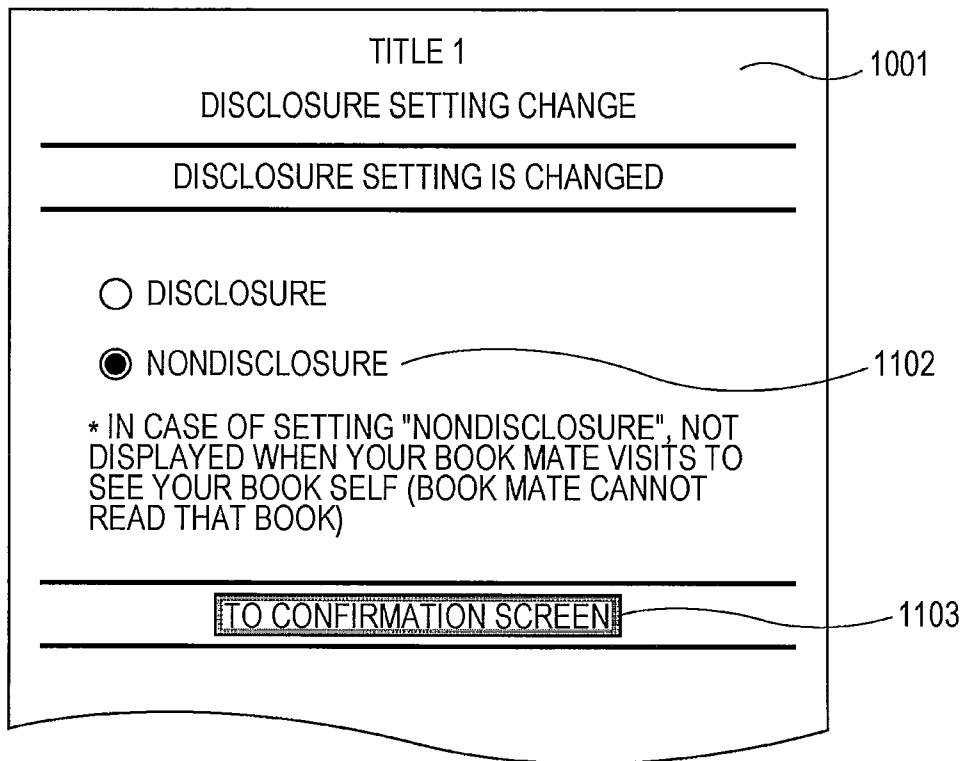 TITLE 1
1001
DISCLOSURE SETTING CHANGE
DISCLOSURE SETTING IS CHANGED
DISCLOSURE
NONDISCLOSURE
1102
* IN CASE OF SETTING "NONDISCLOSURE", NOT
DISPLAYED WHEN YOUR BOOK MATE VISITS TO
SEE YOUR BOOK SELF (BOOK MATE CANNOT
READ THAT BOOK)
TO CONFIRMATION SCREEN
1103